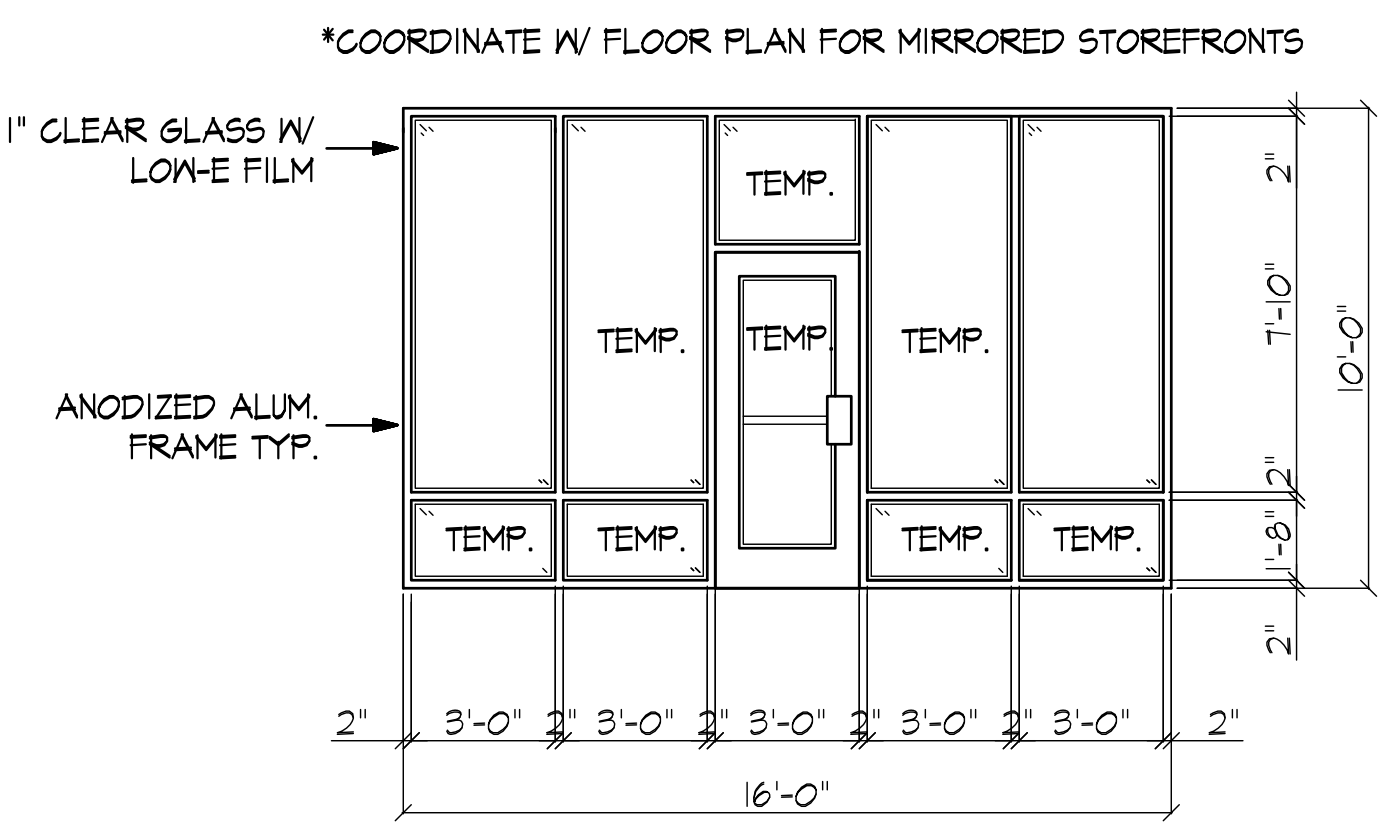 *COORDINATE W/ FLOOR PLAN FOR MIRRORED STOREFRONTS
1" CLEAR GLASS W/
LOW-E FILM
TEMP.
2"
7'-10"
10'-0"
TEMP. TEMP. TEMP.
ANODIZED ALUM.
FRAME TYP.
2"
TEMP. TEMP. TEMP. TEMP.
1'-8"
2"
2" 3'-0" 2" 3'-0" 2" 3'-0" 2" 3'-0" 2" 3'-0" 2"
16'-0"